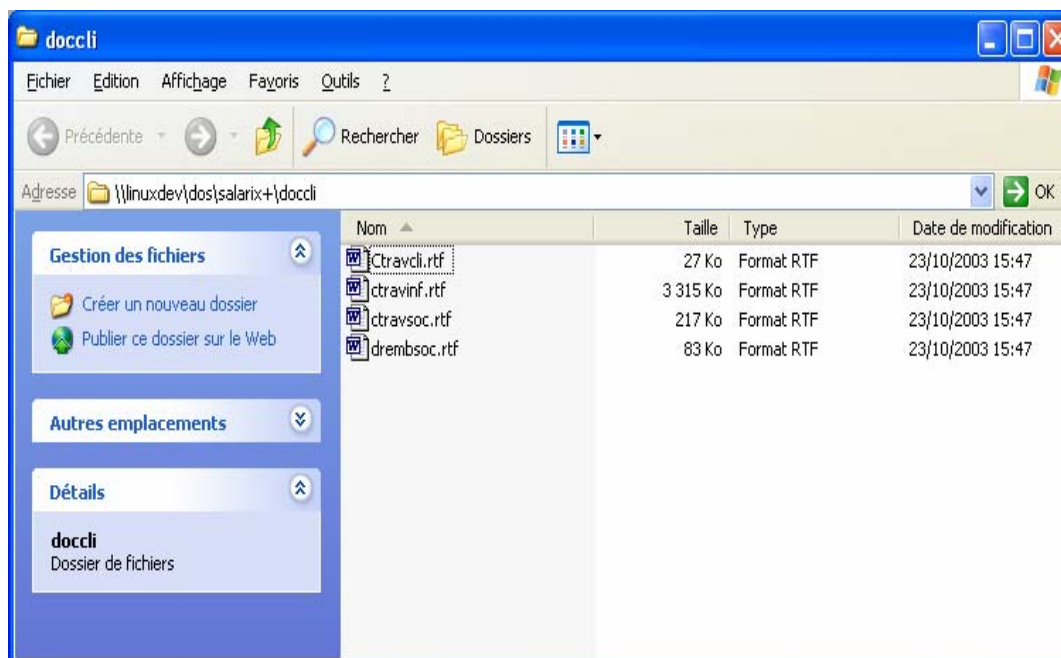 doccli
Fichier Edition Affichage Favoris Outils ?
Précédente Rechercher Dossiers
Adresse \\linuxdev\dos\salarix+\doccli OK
Nom Taille Type Date de modification
Ctravcli.rtf 27 Ko Format RTF 23/10/2003 15:47
ctravinf.rtf 3 315 Ko Format RTF 23/10/2003 15:47
ctravsoc.rtf 217 Ko Format RTF 23/10/2003 15:47
drembsoc.rtf 83 Ko Format RTF 23/10/2003 15:47
Gestion des fichiers
Créer un nouveau dossier
Publier ce dossier sur le Web
Autres emplacements
Détails
doccli
Dossier de fichiers